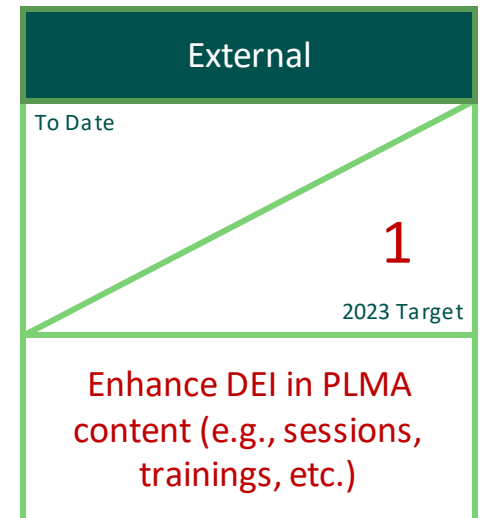 External
To Date
1
2023 Target
Enhance DEI in PLMA
content (e.g., sessions,
trainings, etc.)